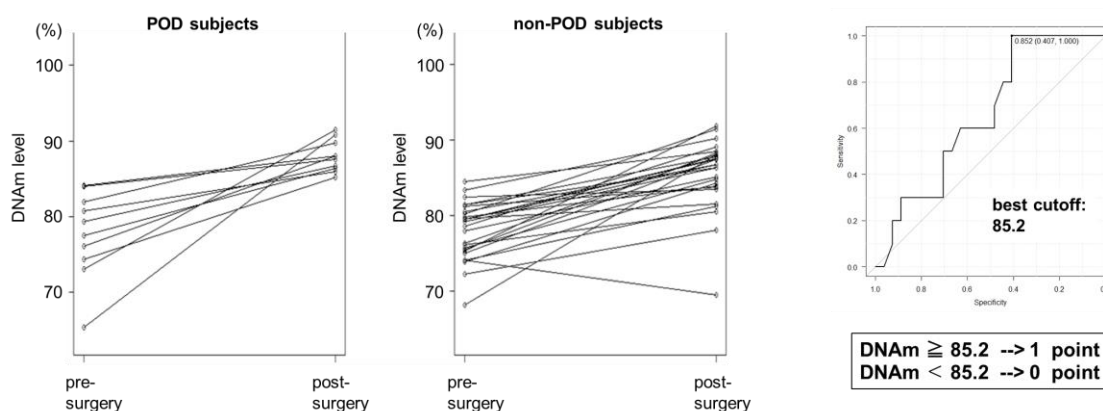 POD subjects
(%)
100
90
80
70
DNAm level
pre-
surgery
post-
surgery
non-POD subjects
(%)
100
90
80
70
DNAm level
pre-
surgery
post-
surgery
1.0
0.8
0.6
0.4
0.2
0.0
Sensitivity
0.852 (0.407, 1.000)
best cutoff:
85.2
1.0 0.8 0.6 0.4 0.2
Specificity
DNAm ≧ 85.2 --> 1 point
DNAm < 85.2 --> 0 point